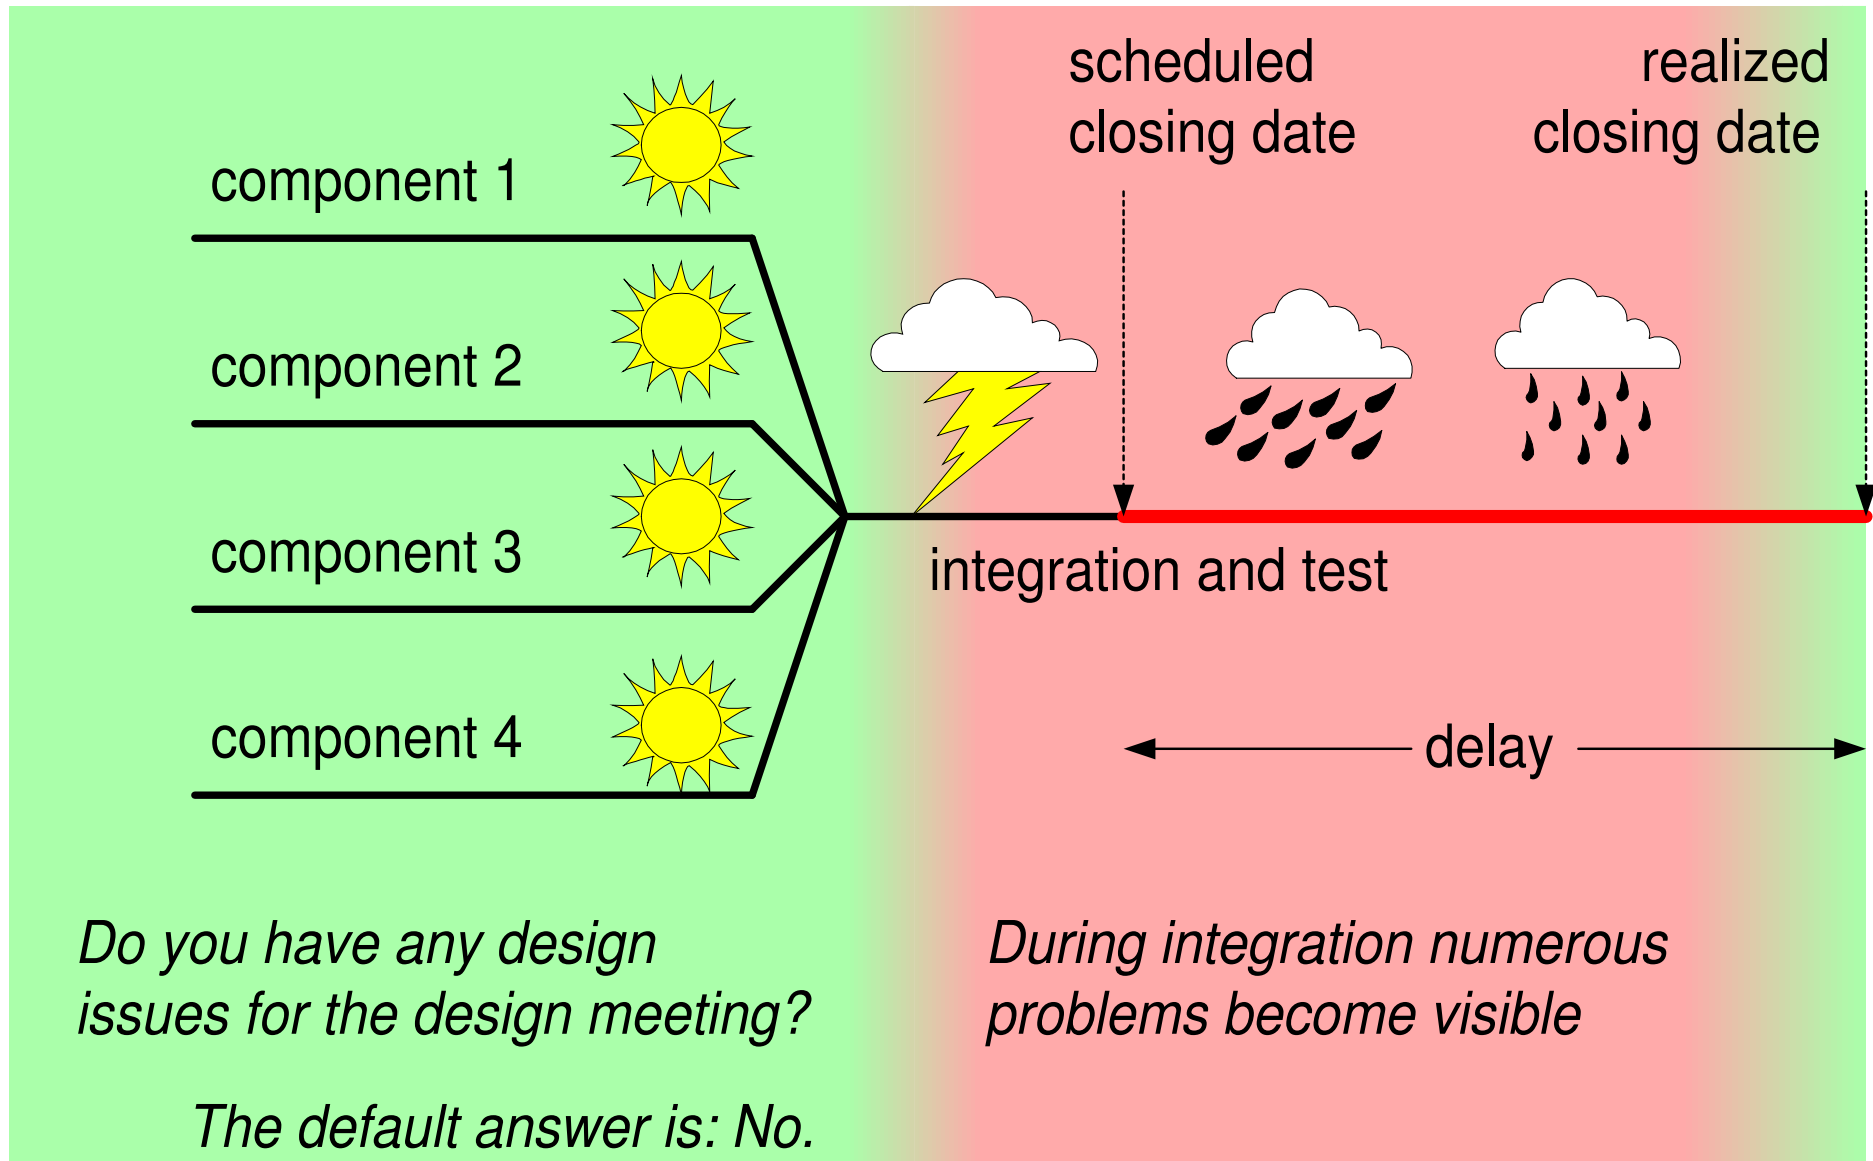 scheduled
closing date
realized
closing date
component 1
component 2
component 3
component 4
integration and test
delay
Do you have any design
issues for the design meeting?
The default answer is: No.
During integration numerous
problems become visible